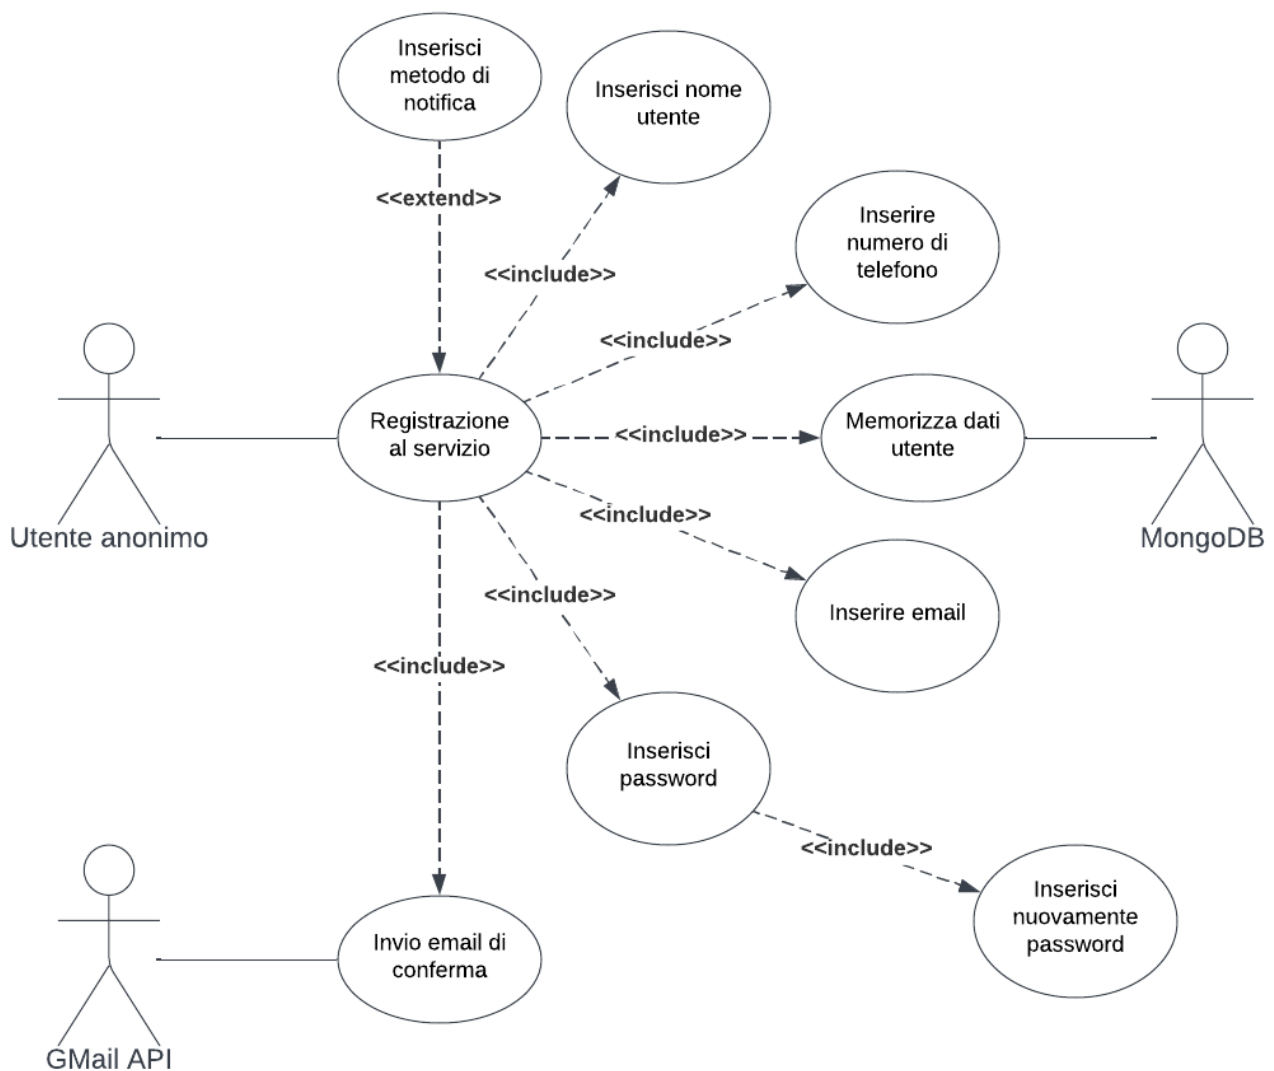 Inserisci
metodo di
notifica
Inserisci nome
utente
<<extend>>
Inserire
numero di
telefono
<<include>>
<<include>>
Registrazione
al servizio
<<include>>
Memorizza dati
utente
Utente anonimo
MongoDB
<<include>>
<<include>>
Inserire email
<<include>>
Inserisci
password
<<include>>
Inserisci
nuovamente
password
Invio email di
conferma
GMail API